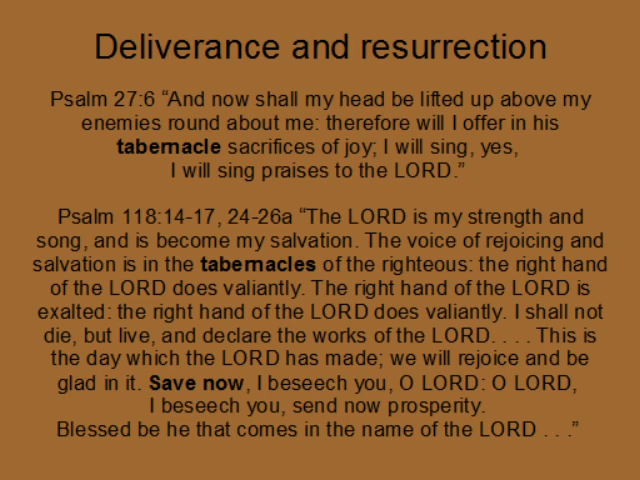 Deliverance and resurrection
Psalm 27:6 “And now shall my head be lifted up above my
enemies round about me: therefore will I offer in his
tabernacle sacrifices of joy; I will sing, yes,
I will sing praises to the LORD.”
Psalm 118:14-17, 24-26a “The LORD is my strength and
song, and is become my salvation. The voice of rejoicing and
salvation is in the tabernacles of the righteous: the right hand
of the LORD does valiantly. The right hand of the LORD is
exalted: the right hand of the LORD does valiantly. I shall not
die, but live, and declare the works of the LORD. . . . This is
the day which the LORD has made; we will rejoice and be
glad in it. Save now, I beseech you, O LORD: O LORD,
I beseech you, send now prosperity.
Blessed be he that comes in the name of the LORD . . .”